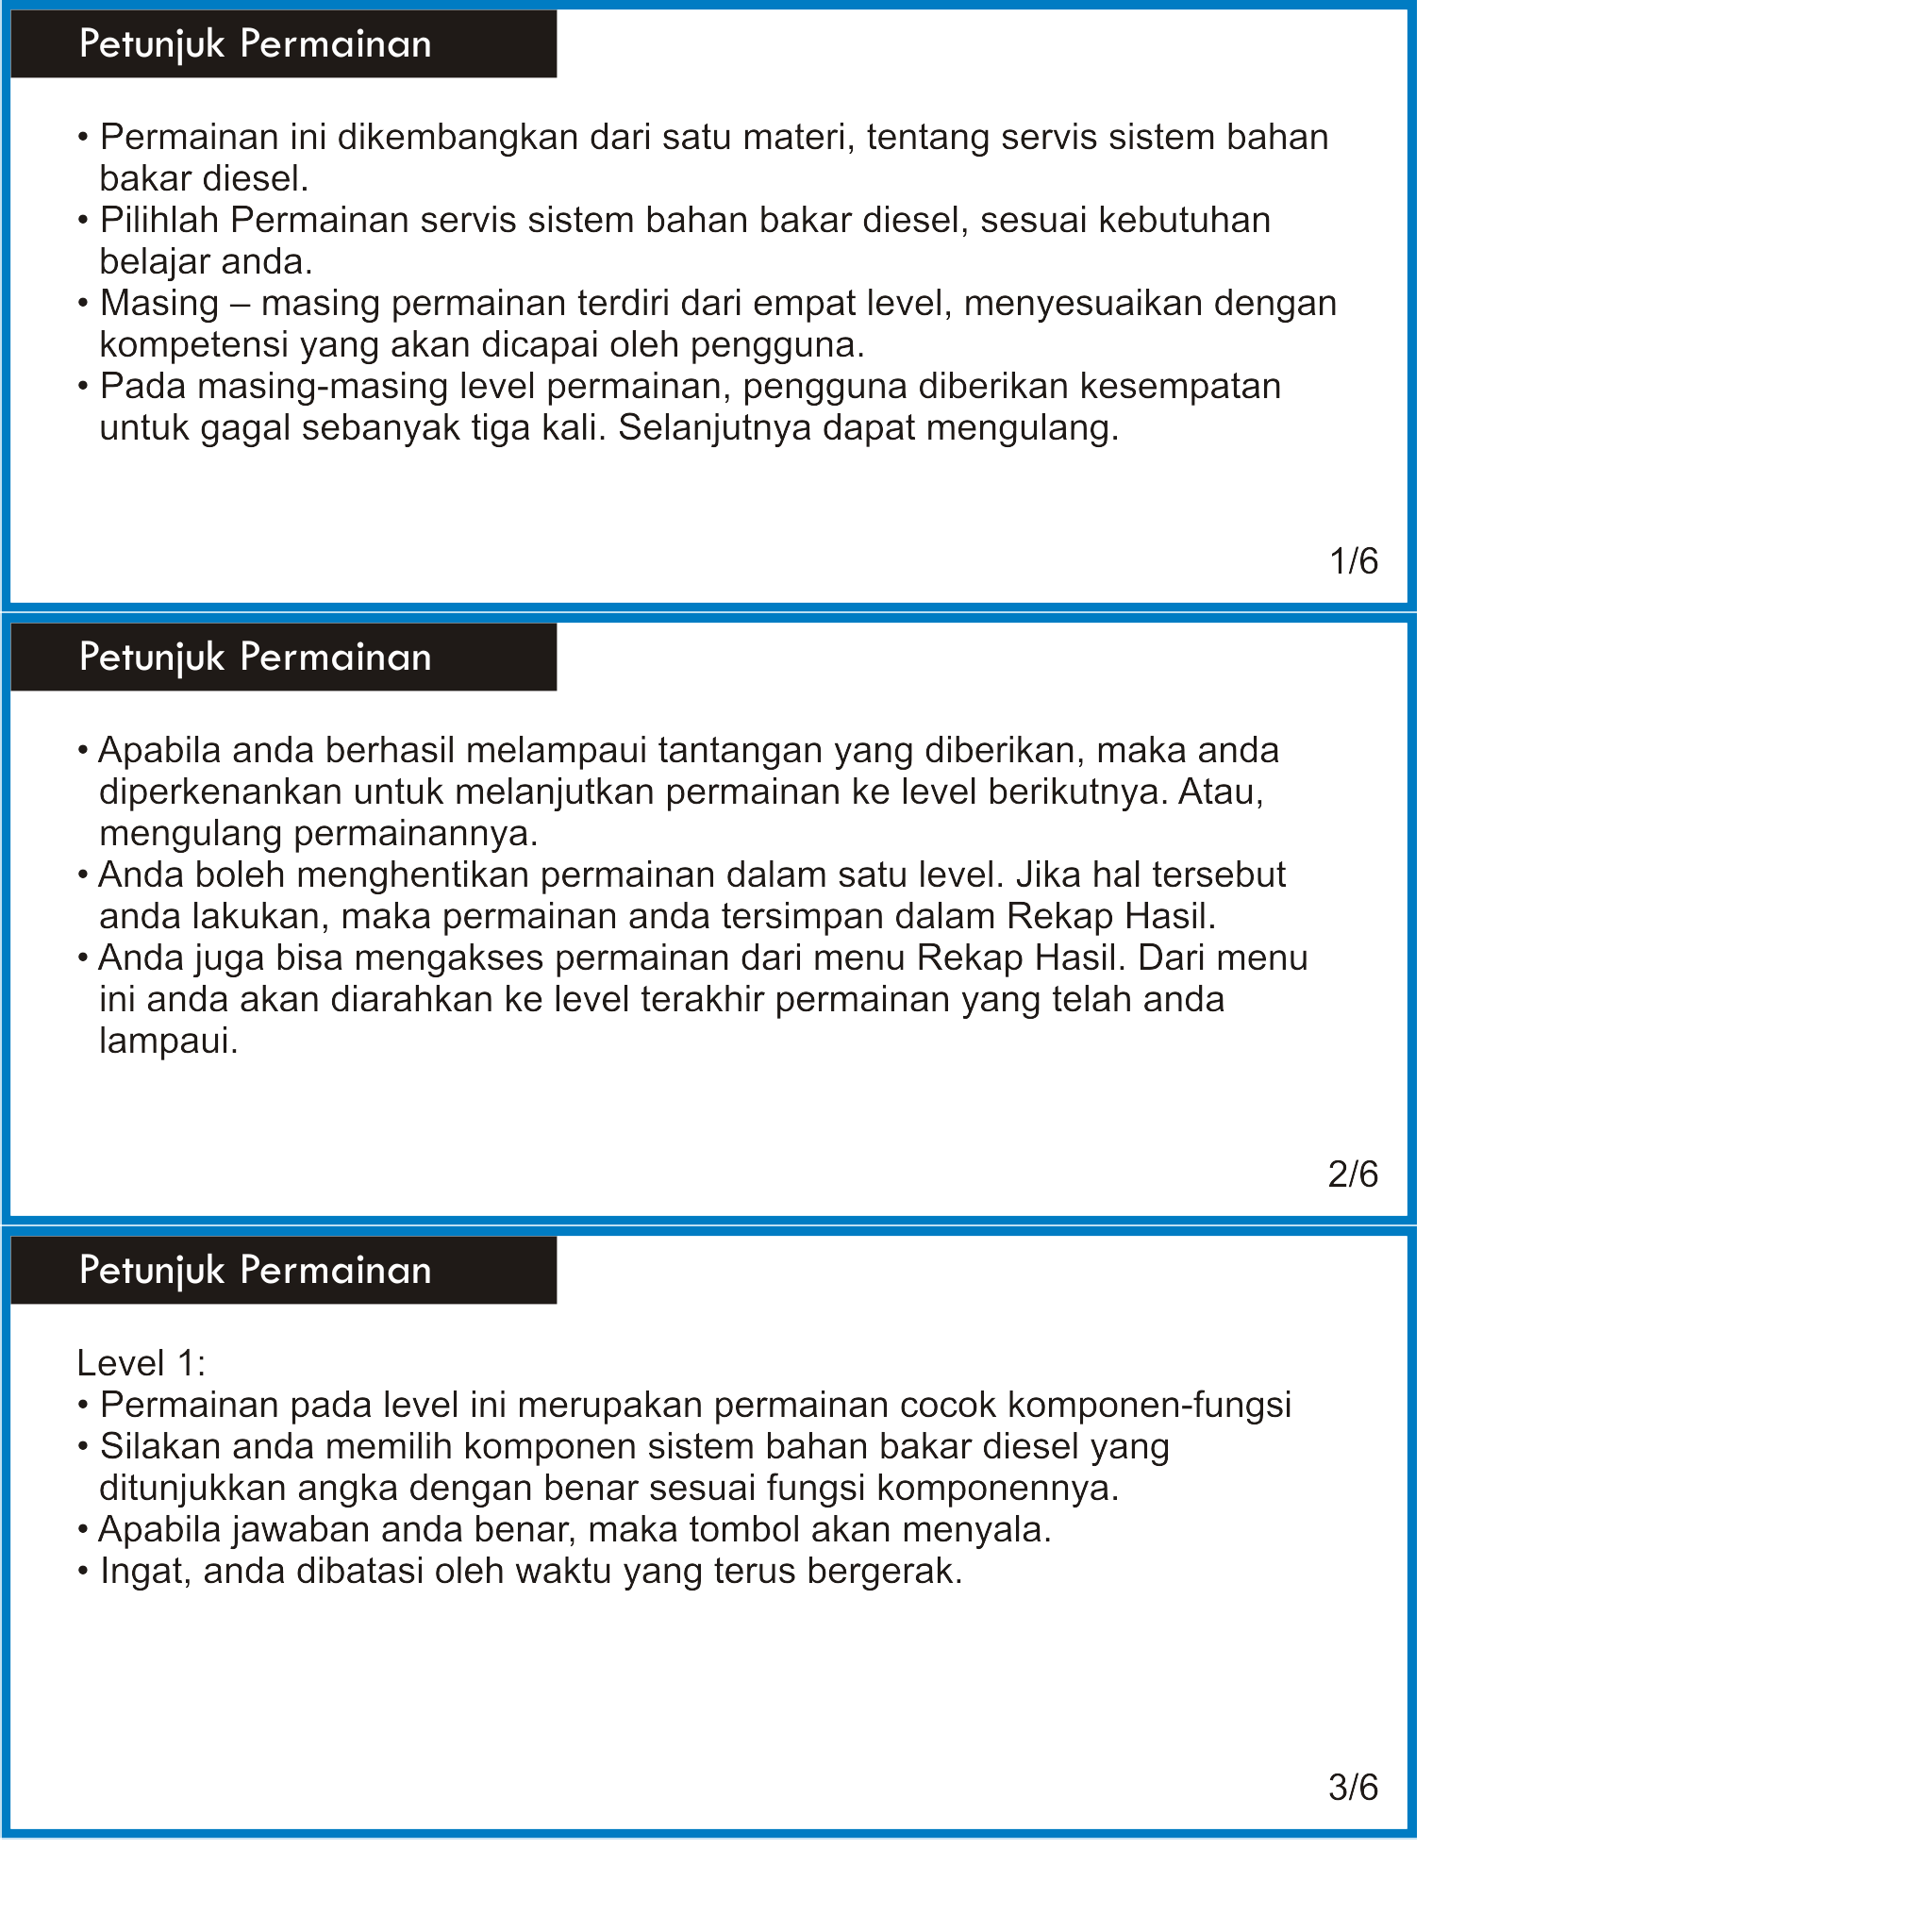 Petunjuk Permainan
• Permainan ini dikembangkan dari satu materi, tentang servis sistem bahan
bakar diesel.
• Pilihlah Permainan servis sistem bahan bakar diesel, sesuai kebutuhan
belajar anda.
• Masing – masing permainan terdiri dari empat level, menyesuaikan dengan
kompetensi yang akan dicapai oleh pengguna.
• Pada masing-masing level permainan, pengguna diberikan kesempatan
untuk gagal sebanyak tiga kali. Selanjutnya dapat mengulang.
1/6
Petunjuk Permainan
• Apabila anda berhasil melampaui tantangan yang diberikan, maka anda
diperkenankan untuk melanjutkan permainan ke level berikutnya. Atau,
mengulang permainannya.
• Anda boleh menghentikan permainan dalam satu level. Jika hal tersebut
anda lakukan, maka permainan anda tersimpan dalam Rekap Hasil.
• Anda juga bisa mengakses permainan dari menu Rekap Hasil. Dari menu
ini anda akan diarahkan ke level terakhir permainan yang telah anda
lampaui.
2/6
Petunjuk Permainan
Level 1:
• Permainan pada level ini merupakan permainan cocok komponen-fungsi
• Silakan anda memilih komponen sistem bahan bakar diesel yang
ditunjukkan angka dengan benar sesuai fungsi komponennya.
• Apabila jawaban anda benar, maka tombol akan menyala.
• Ingat, anda dibatasi oleh waktu yang terus bergerak.
3/6